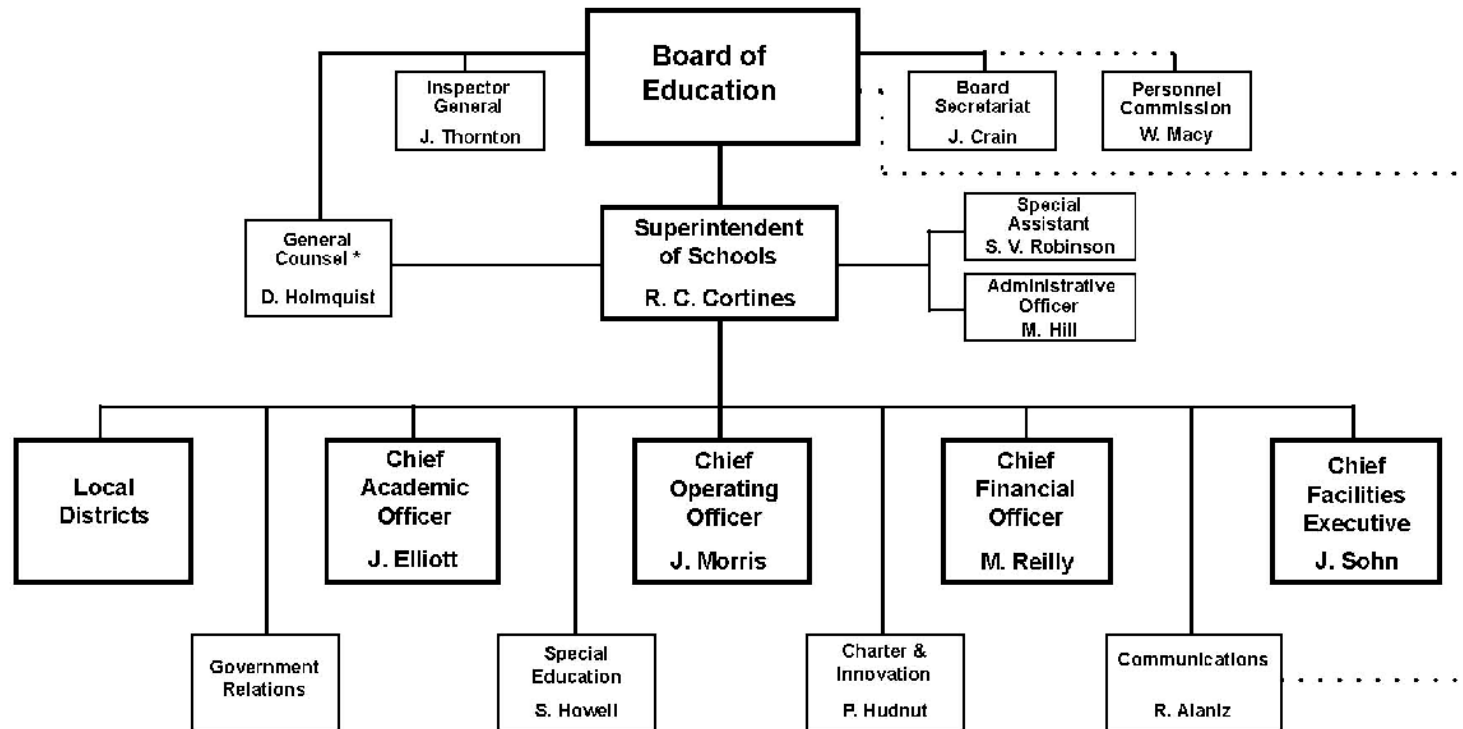 Board of
Education
Inspector
General
J. Thornton
Board
Secretariat
J. Crain
Personnel
Commission
W. Macy
General
Counsel *
D. Holmquist
Superintendent
of Schools
R. C. Cortines
Special
Assistant
S. V. Robinson
Administrative
Officer
M. Hill
Local
Districts
Chief
Academic
Officer
J. Elliott
Chief
Operating
Officer
J. Morris
Chief
Financial
Officer
M. Reilly
Chief
Facilities
Executive
J. Sohn
Government
Relations
Special
Education
S. Howell
Charter &
Innovation
P. Hudnut
Communications
R. Alaniz